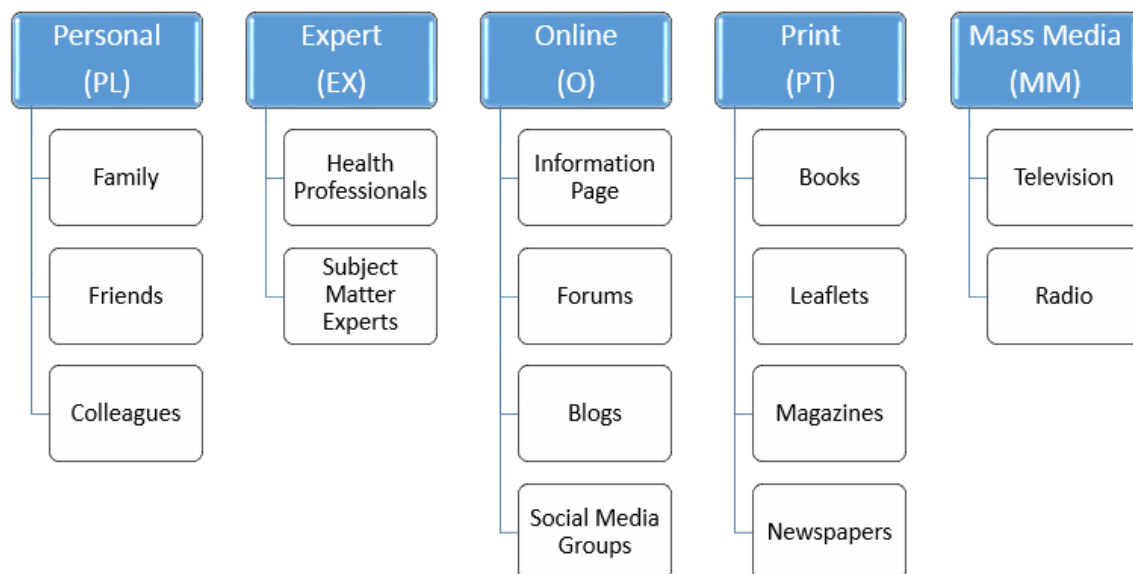 Personal
(PL)
Family
Friends
Colleagues
Expert
(EX)
Health
Professionals
Subject
Matter
Experts
Online
(O)
Information
Page
Forums
Blogs
Social Media
Groups
Print
(PT)
Books
Leaflets
Magazines
Newspapers
Mass Media
(MM)
Television
Radio